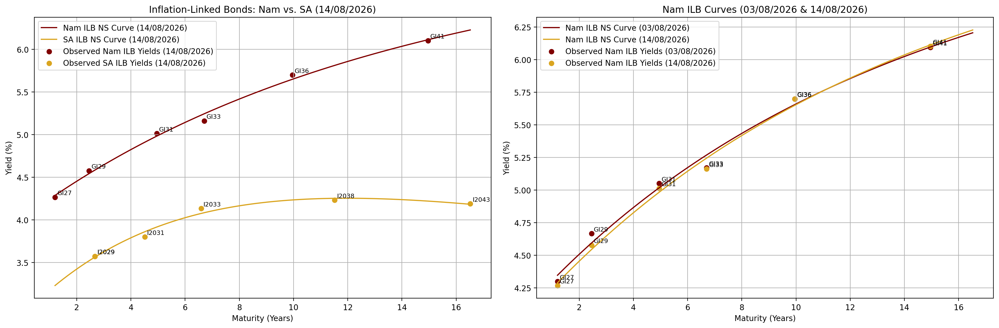 Inflation-Linked Bonds: Nam vs. SA (14/08/2026)
Nam ILB NS Curve (14/08/2026)
SA ILB NS Curve (14/08/2026)
Observed Nam ILB Yields (14/08/2026)
Observed SA ILB Yields (14/08/2026)
Yield (%)
6.0
5.5
5.0
4.5
4.0
3.5
GI27
GI29
GI31
GI33
GI36
GI41
I2029
I2031
I2033
I2038
I2043
2 4 6 8 10 12 14 16
Maturity (Years)
Nam ILB Curves (03/08/2026 & 14/08/2026)
Nam ILB NS Curve (03/08/2026)
Nam ILB NS Curve (14/08/2026)
Observed Nam ILB Yields (03/08/2026)
Observed Nam ILB Yields (14/08/2026)
Yield (%)
6.25
6.00
5.75
5.50
5.25
5.00
4.75
4.50
4.25
GI27
GI27
GI29
GI29
GI31
GI31
GI33
GI33
GI36
GI36
GI41
GI41
2 4 6 8 10 12 14 16
Maturity (Years)